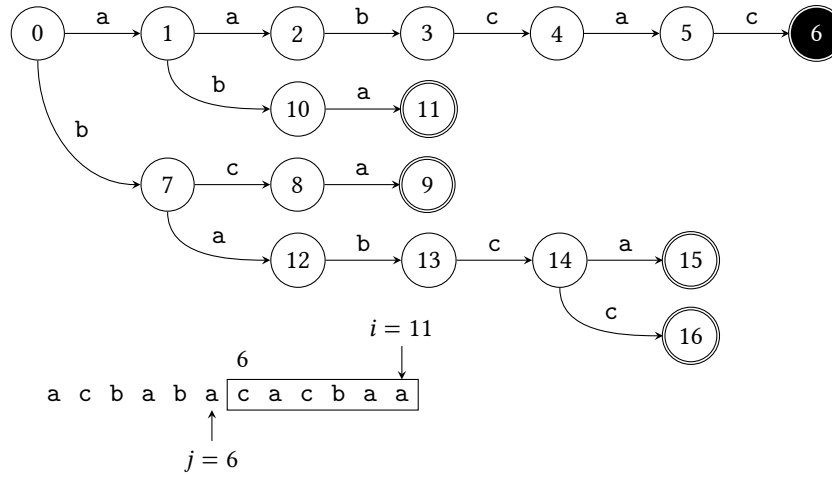 0 a 1 a 2 b 3 c 4 a 5 c 6
b 10 a 11
b
7 c 8 a 9
a 12 b 13 c 14 a 15
c 16
i = 11
6
a c b a b a c a c b a a
j = 6